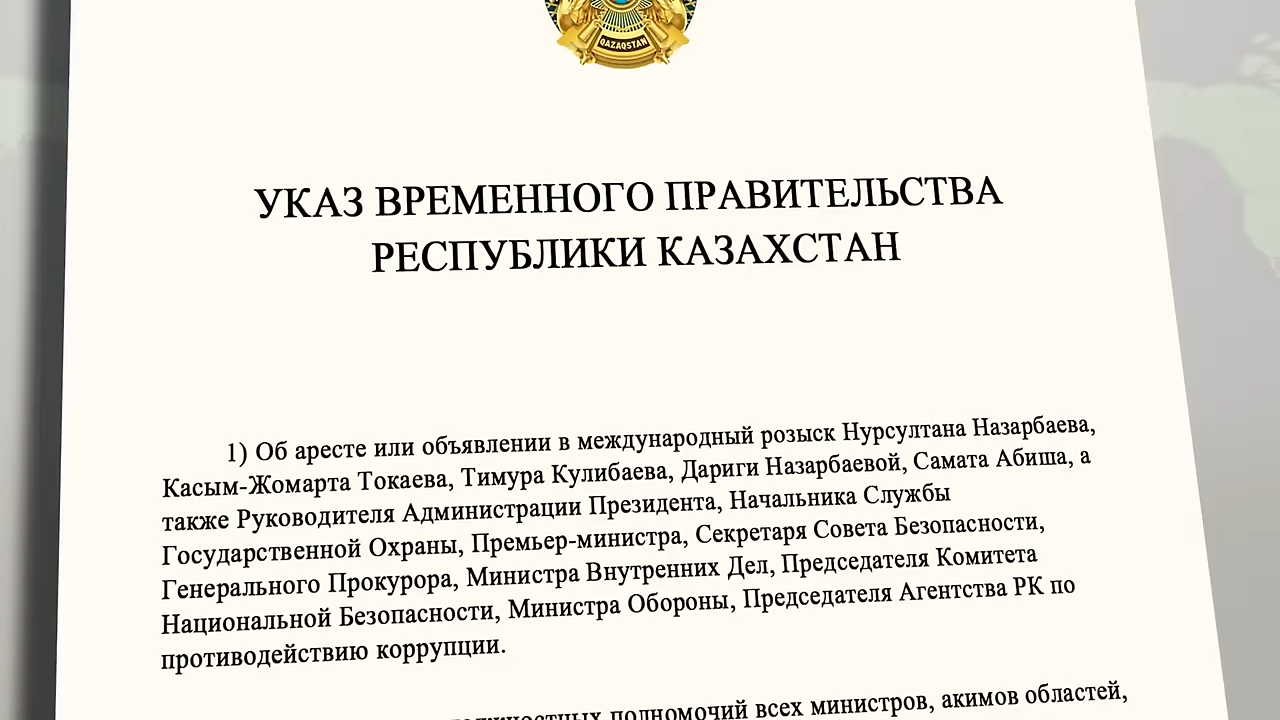 QAZAQSTAN
УКАЗ ВРЕМЕННОГО ПРАВИТЕЛЬСТВА
РЕСПУБЛИКИ КАЗАХСТАН
1) Об аресте или объявлении в международный розыск Нурсултана Назарбаева,
Касым-Жомарта Токаева, Тимура Кулибаева, Дариги Назарбаевой, Самата Абиша, а
также Руководителя Администрации Президента, Начальника Службы
Государственной Охраны, Премьер-министра, Секретаря Совета Безопасности,
Генерального Прокурора, Министра Внутренних Дел, Председателя Комитета
Национальной Безопасности, Министра Обороны, Председателя Агентства РК по
противодействию коррупции.
полномочий всех министров, акимов областей,